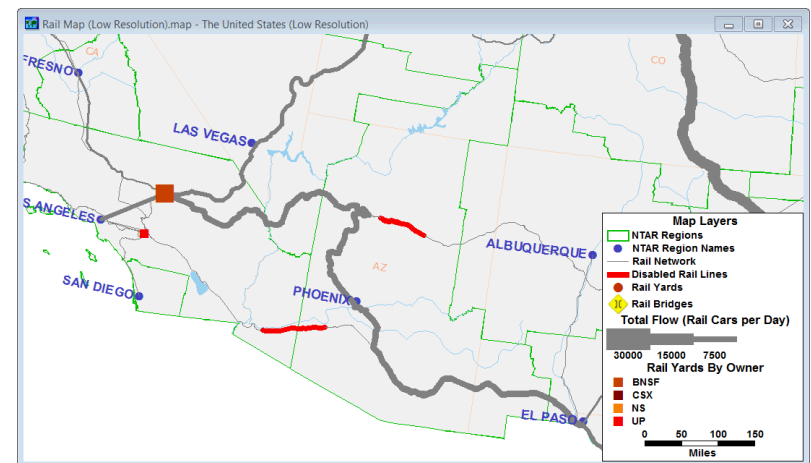 Rail Map (Low Resolution).map - The United States (Low Resolution)
CA
CO
FRESNO
LAS VEGAS
S ANGELES
SAN DIEGO
AZ
PHOENIX
ALBUQUERQUE
EL PASO
Map Layers
NTAR Regions
NTAR Region Names
Rail Network
Disabled Rail Lines
Rail Yards
Rail Bridges
Total Flow (Rail Cars per Day)
30000 15000 7500
Rail Yards By Owner
BNSF
CSX
NS
UP
0 50 100 150
Miles